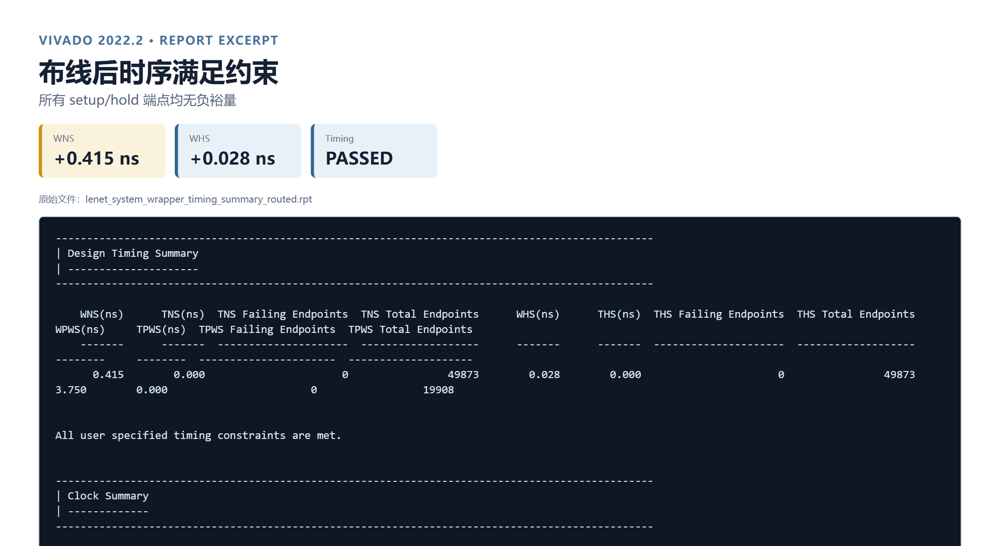 VIVADO 2022.2 • REPORT EXCERPT
布线后时序满足约束
所有 setup/hold 端点均无负裕量
WNS
+0.415 ns
WHS
+0.028 ns
Timing
PASSED
原始文件：lenet_system_wrapper_timing_summary_routed.rpt
------------------------------------------------------------------------------------------------
| Design Timing Summary
| ---------------------
------------------------------------------------------------------------------------------------
    WNS(ns)      TNS(ns)  TNS Failing Endpoints  TNS Total Endpoints      WHS(ns)      THS(ns)  THS Failing Endpoints  THS Total Endpoints
WPWS(ns)     TPWS(ns)  TPWS Failing Endpoints  TPWS Total Endpoints
    -------      -------  ---------------------  -------------------      -------      -------  ---------------------  -------------------
--------     --------  ----------------------  --------------------
      0.415        0.000                      0                49873        0.028        0.000                      0                49873
3.750        0.000                       0                 19908
All user specified timing constraints are met.
------------------------------------------------------------------------------------------------
| Clock Summary
| -------------
------------------------------------------------------------------------------------------------